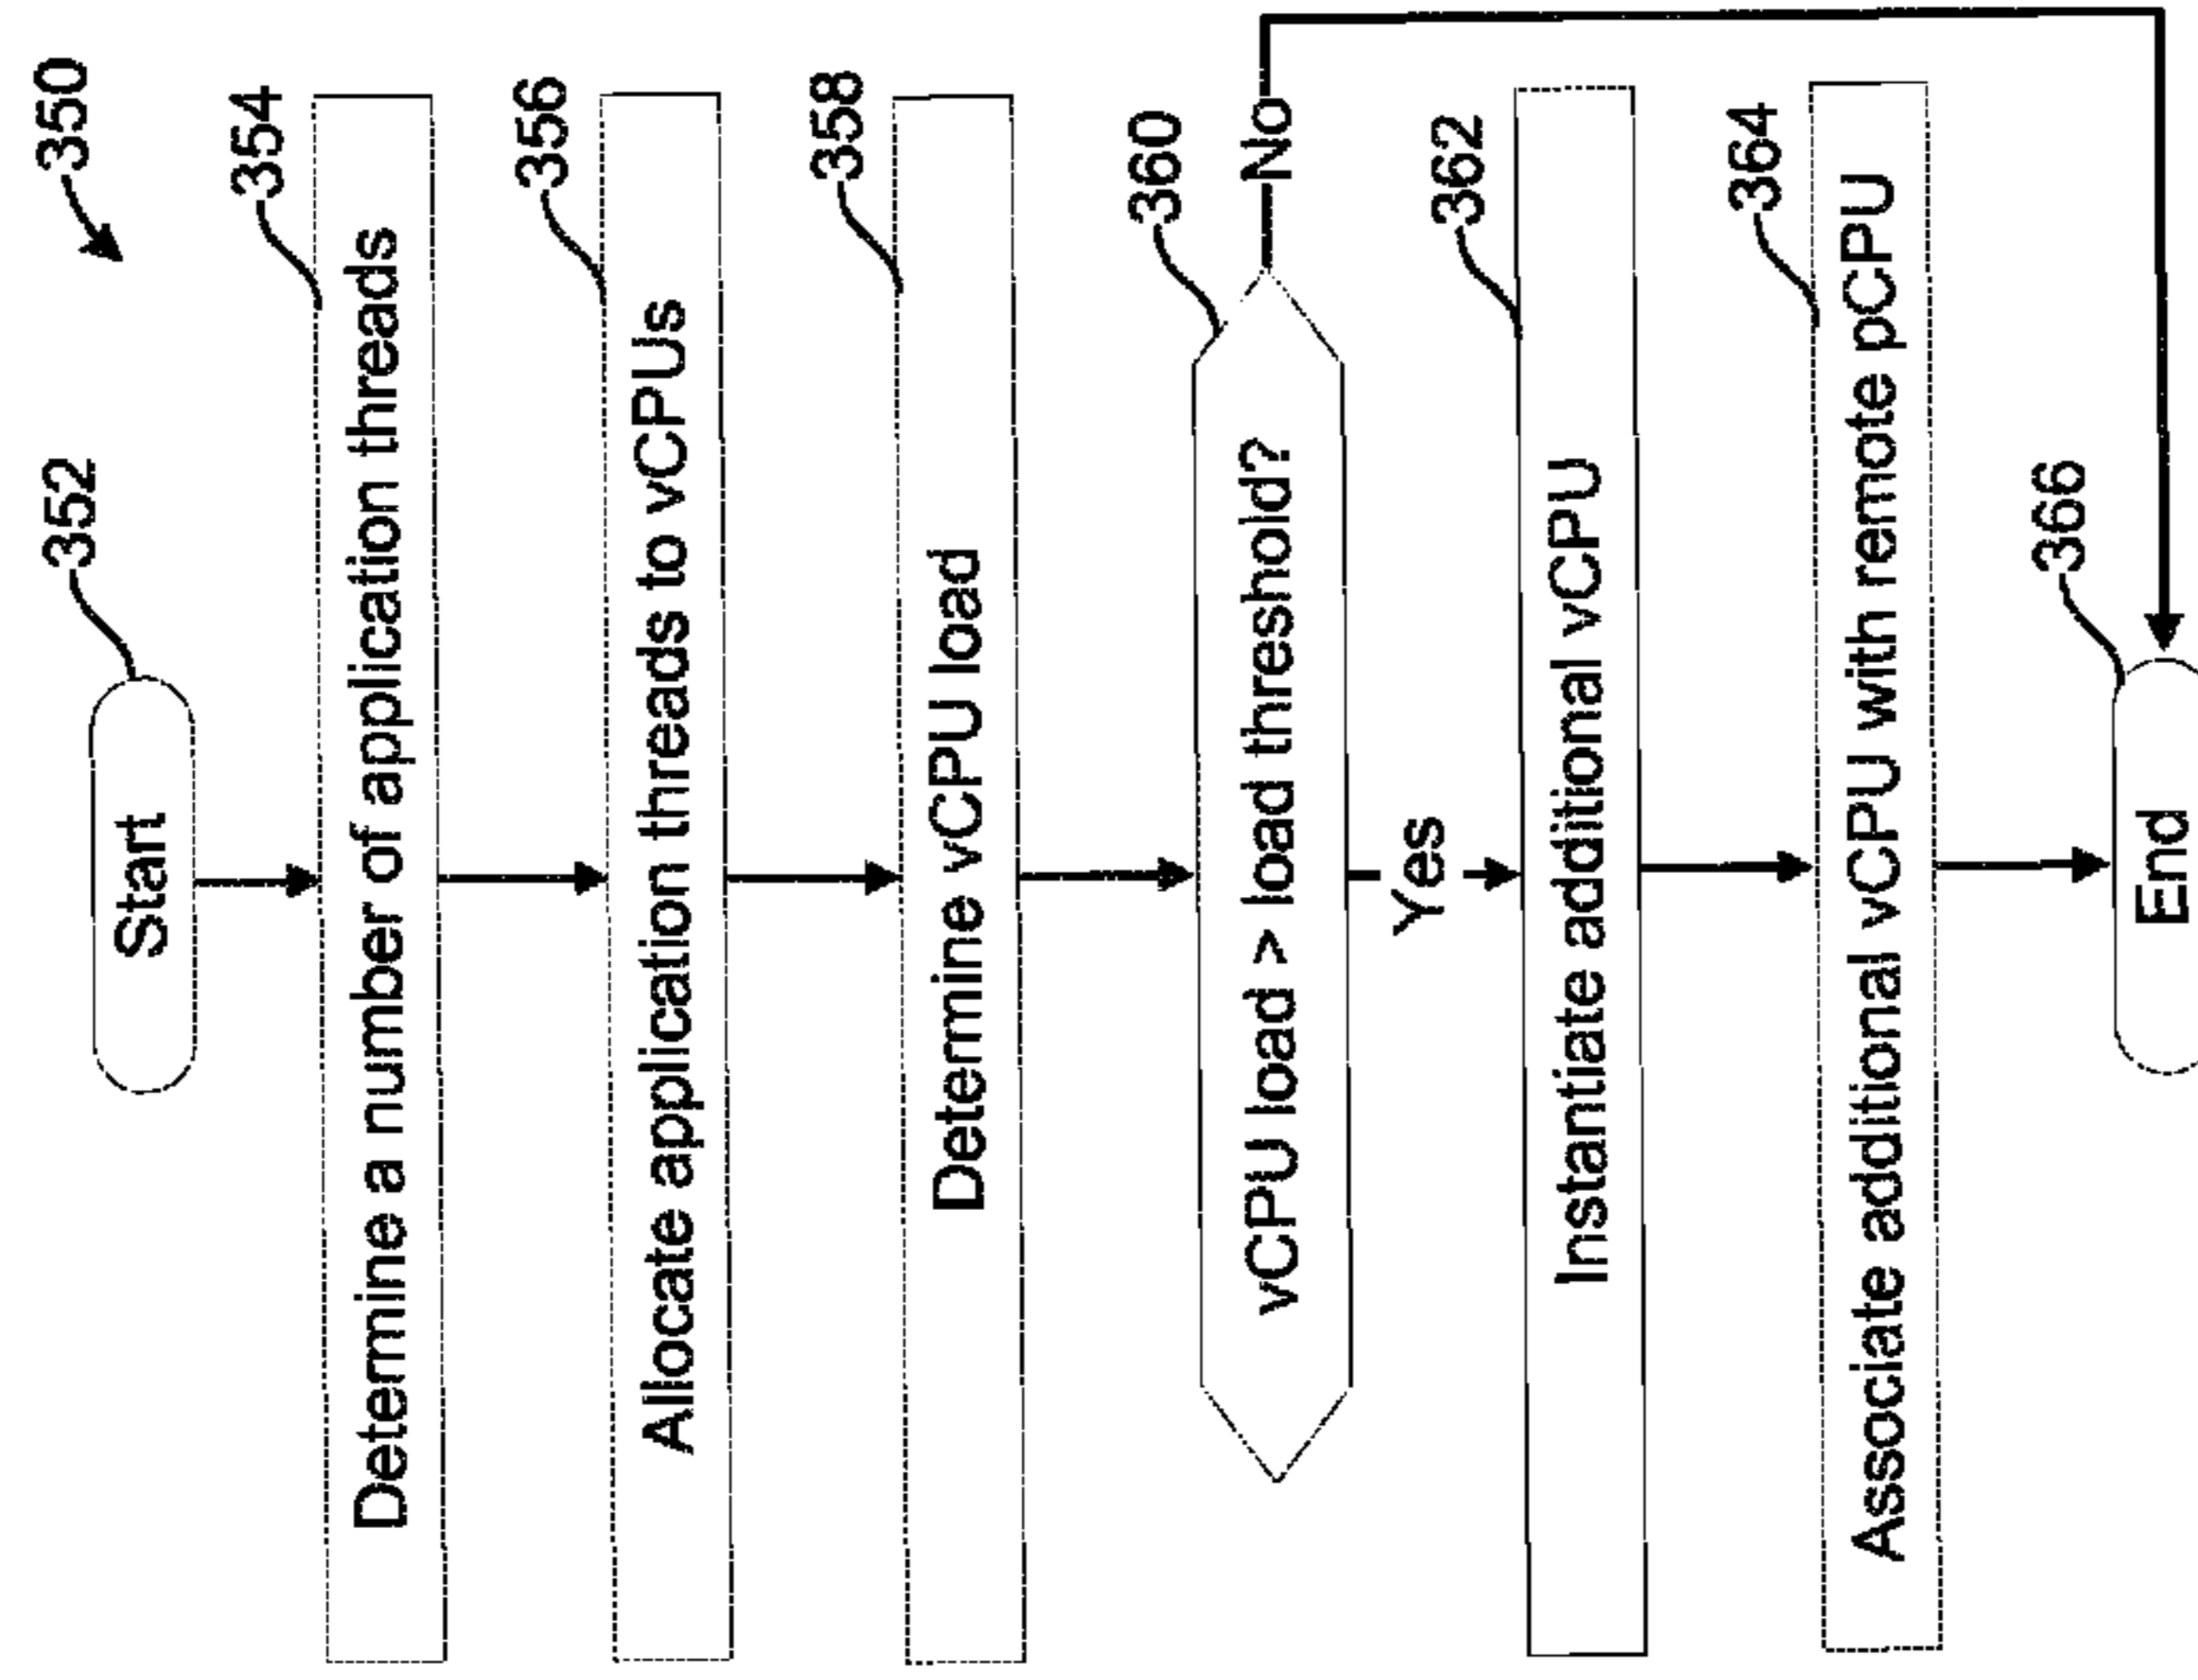 350
352
Start
354
Determine a number of application threads
356
Allocate application threads to vCPUs
358
Determine vCPU load
360
vCPU load > load threshold?
No
Yes
362
Instantiate additional vCPU
364
Associate additional vCPU with remote pCPU
366
End